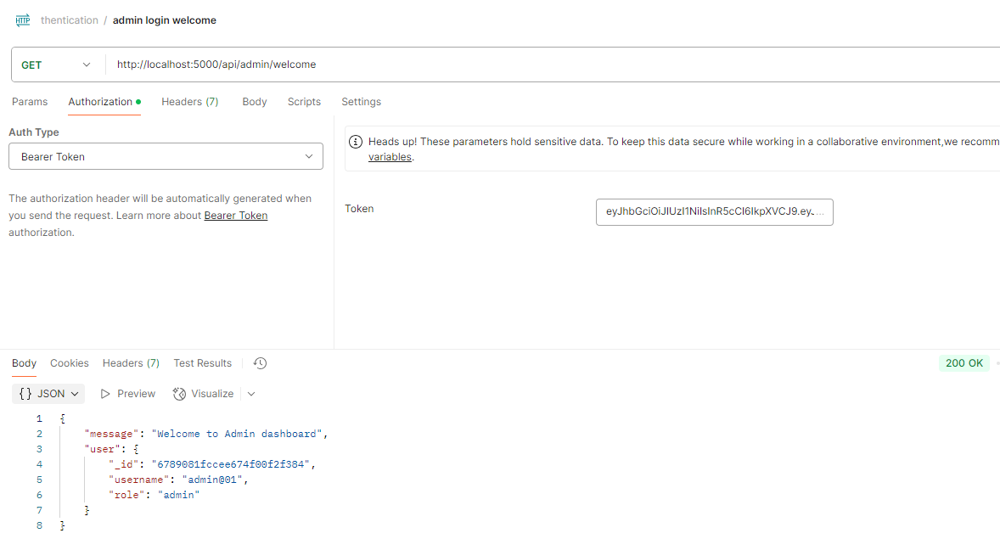 HTTP
thentication / admin login welcome
GET
http://localhost:5000/api/admin/welcome
Params Authorization Headers (7) Body Scripts Settings
Auth Type
Bearer Token
The authorization header will be automatically generated when
you send the request. Learn more about Bearer Token
authorization.
Heads up! These parameters hold sensitive data. To keep this data secure while working in a collaborative environment,we recomm
variables.
Token
eyJhbGciOiJIUzI1NiIsInR5cCI6IkpXVCJ9.ey. ...
Body Cookies Headers (7) Test Results
200 OK
{} JSON Preview Visualize
1 {
2 "message": "Welcome to Admin dashboard",
3 "user": {
4 "_id": "6789081fccee674f00f2f384",
5 "username": "admin@01",
6 "role": "admin"
7 }
8 }